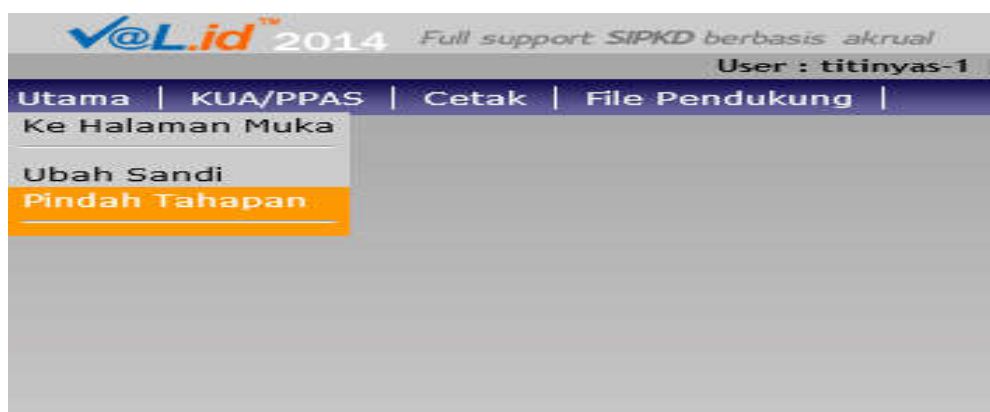 V@L.id™ 2014 Full support SIPKD berbasis akrual
User : titinyas-1
Utama | KUA/PPAS | Cetak | File Pendukung |
Ke Halaman Muka
Ubah Sandi
Pindah Tahapan